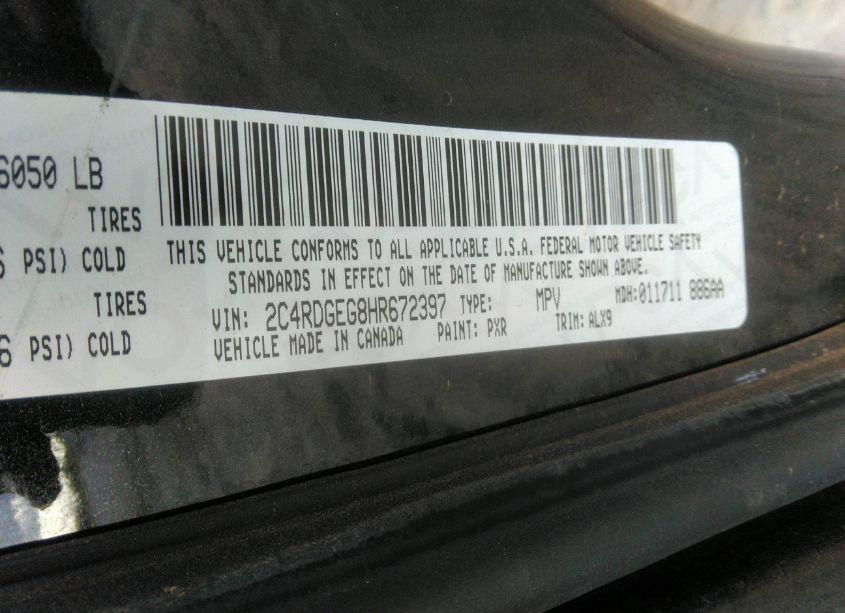 6050 LB
TIRES
PSI) COLD
TIRES
6 PSI) COLD
THIS VEHICLE CONFORMS TO ALL APPLICABLE U.S.A. FEDERAL MOTOR VEHICLE SAFETY
STANDARDS IN EFFECT ON THE DATE OF MANUFACTURE SHOWN ABOVE.
VIN: 2C4RDGEG8HR672397 TYPE: MPV MDH:011711 886AA
VEHICLE MADE IN CANADA PAINT: PXR TRIM: ALX9